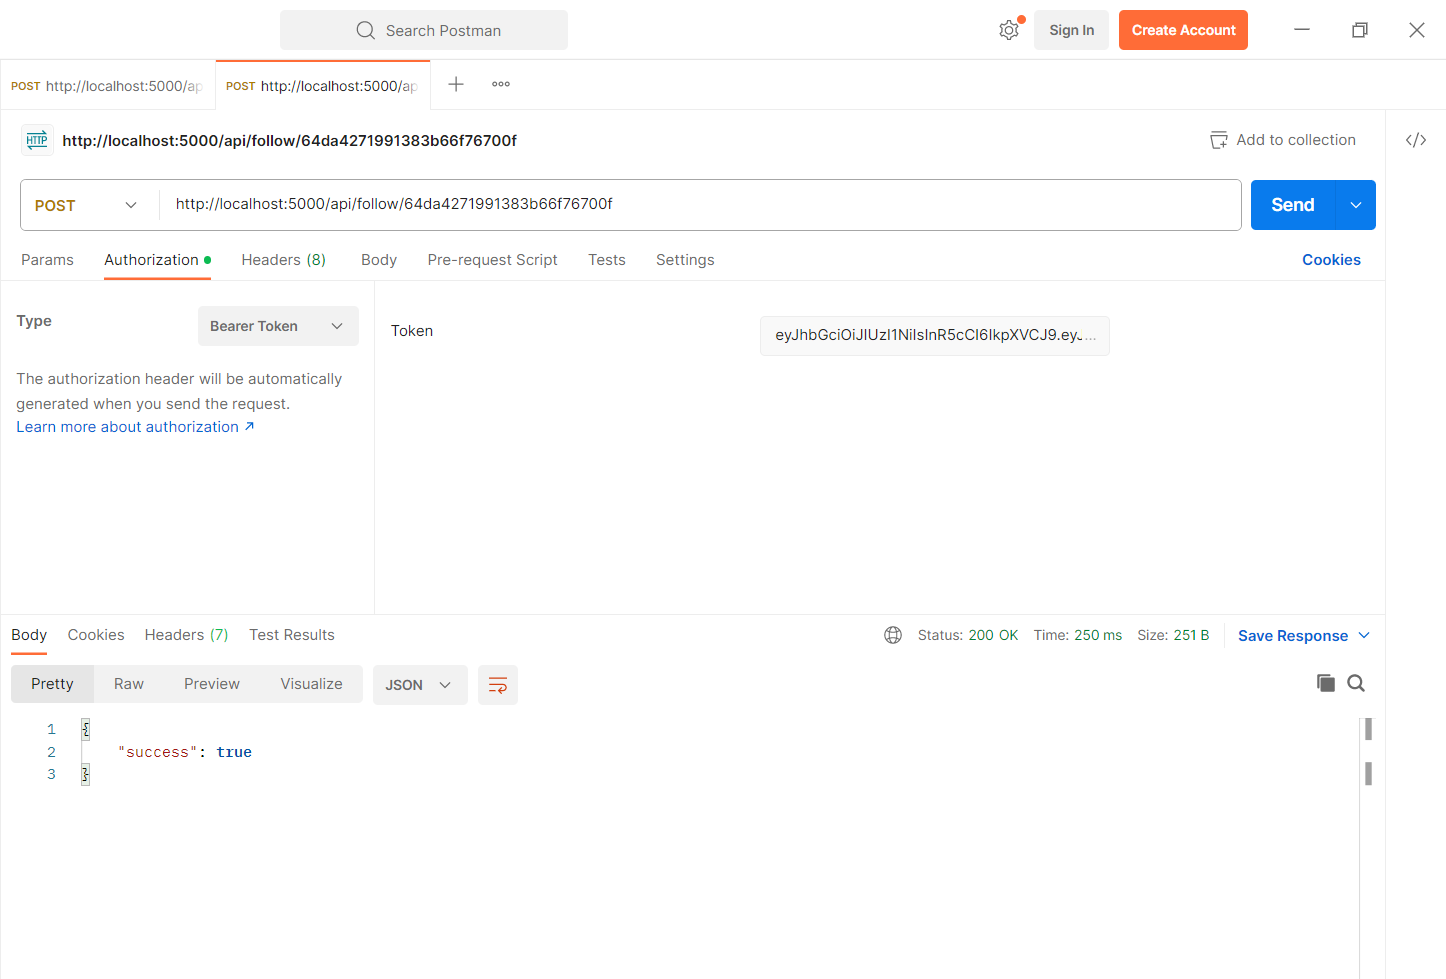 Search Postman
Sign In
Create Account
POST http://localhost:5000/ap
POST http://localhost:5000/ap
HTTP http://localhost:5000/api/follow/64da4271991383b66f76700f
Add to collection
</>
POST http://localhost:5000/api/follow/64da4271991383b66f76700f
Send
Params Authorization Headers (8) Body Pre-request Script Tests Settings Cookies
Type Bearer Token
Token eyJhbGciOiJIUzI1NiIsInR5cCI6IkpXVCJ9.eyJ...
The authorization header will be automatically
generated when you send the request.
Learn more about authorization ↗
Body Cookies Headers (7) Test Results
Status: 200 OK Time: 250 ms Size: 251 B Save Response
Pretty Raw Preview Visualize JSON
1 {
2 "success": true
3 }